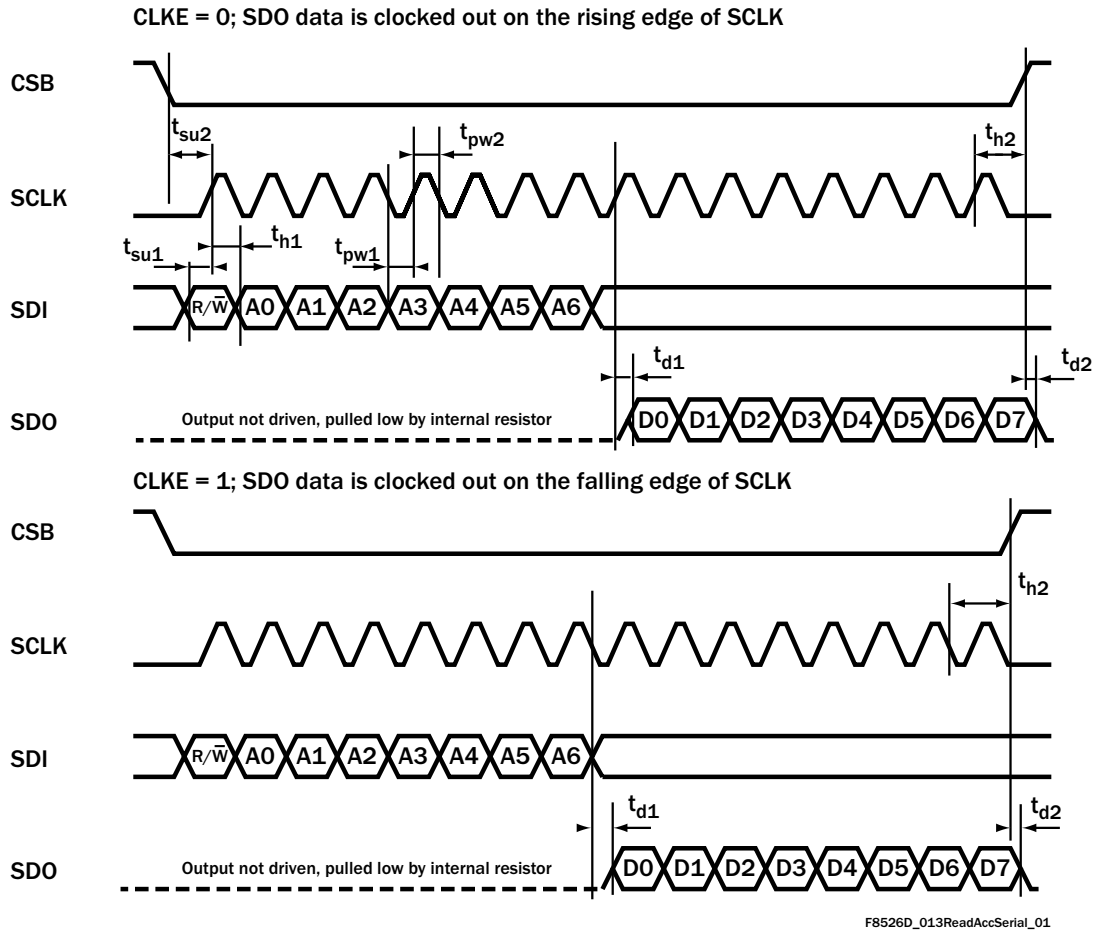 CLKE = 0; SDO data is clocked out on the rising edge of SCLK
CSB
tsu2
tpw2
th2
SCLK
tsu1
th1
tpw1
SDI
R/W̅ A0 A1 A2 A3 A4 A5 A6
td1
td2
SDO
Output not driven, pulled low by internal resistor
D0 D1 D2 D3 D4 D5 D6 D7
CLKE = 1; SDO data is clocked out on the falling edge of SCLK
CSB
th2
SCLK
SDI
R/W̅ A0 A1 A2 A3 A4 A5 A6
td1
td2
SDO
Output not driven, pulled low by internal resistor
D0 D1 D2 D3 D4 D5 D6 D7
F8526D_013ReadAccSerial_01